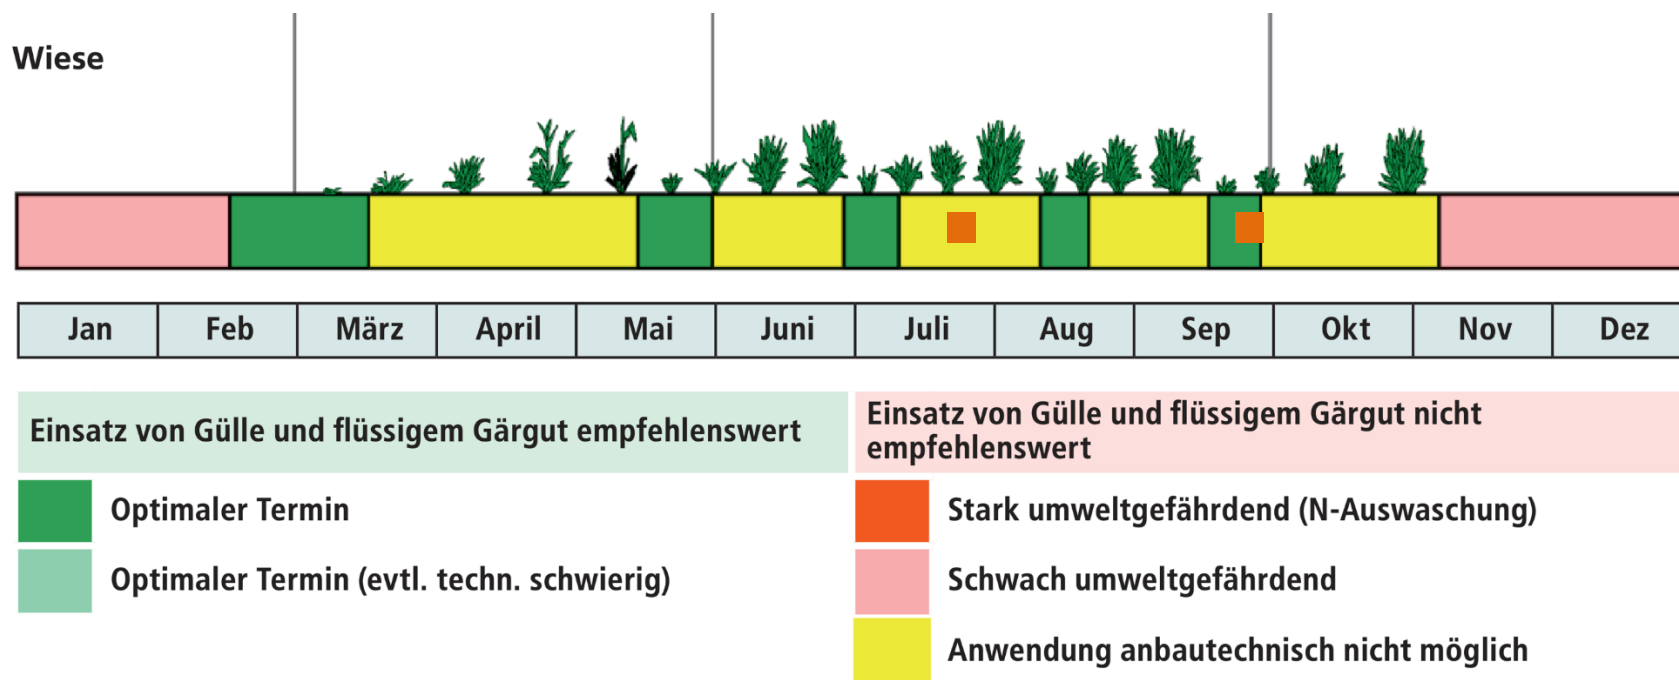 Wiese
Jan Feb März April Mai Juni Juli Aug Sep Okt Nov Dez
Einsatz von Gülle und flüssigem Gärgut empfehlenswert
Optimaler Termin
Optimaler Termin (evtl. techn. schwierig)
Einsatz von Gülle und flüssigem Gärgut nicht
empfehlenswert
Stark umweltgefährdend (N-Auswaschung)
Schwach umweltgefährdend
Anwendung anbautechnisch nicht möglich